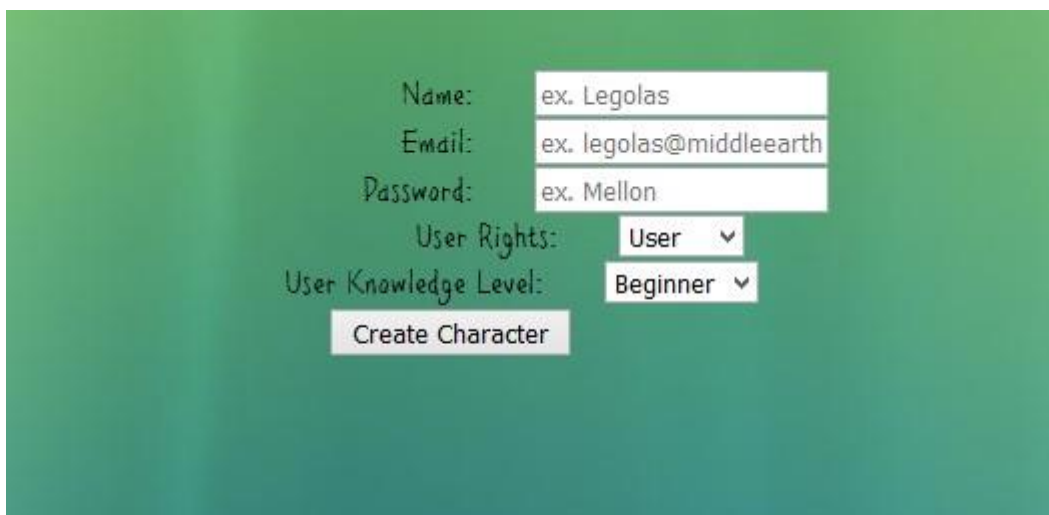 Name: ex. Legolas
Email: ex. legolas@middleearth
Password: ex. Mellon
User Rights: User
User Knowledge Level: Beginner
Create Character